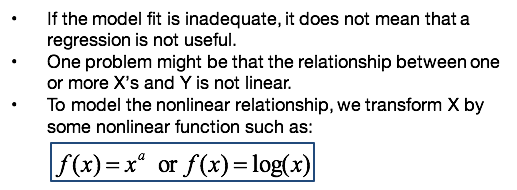 • If the model fit is inadequate, it does not mean that a
regression is not useful.
• One problem might be that the relationship between one
or more X's and Y is not linear.
• To model the nonlinear relationship, we transform X by
some nonlinear function such as:
f(x) = xᵃ or f(x) = log(x)